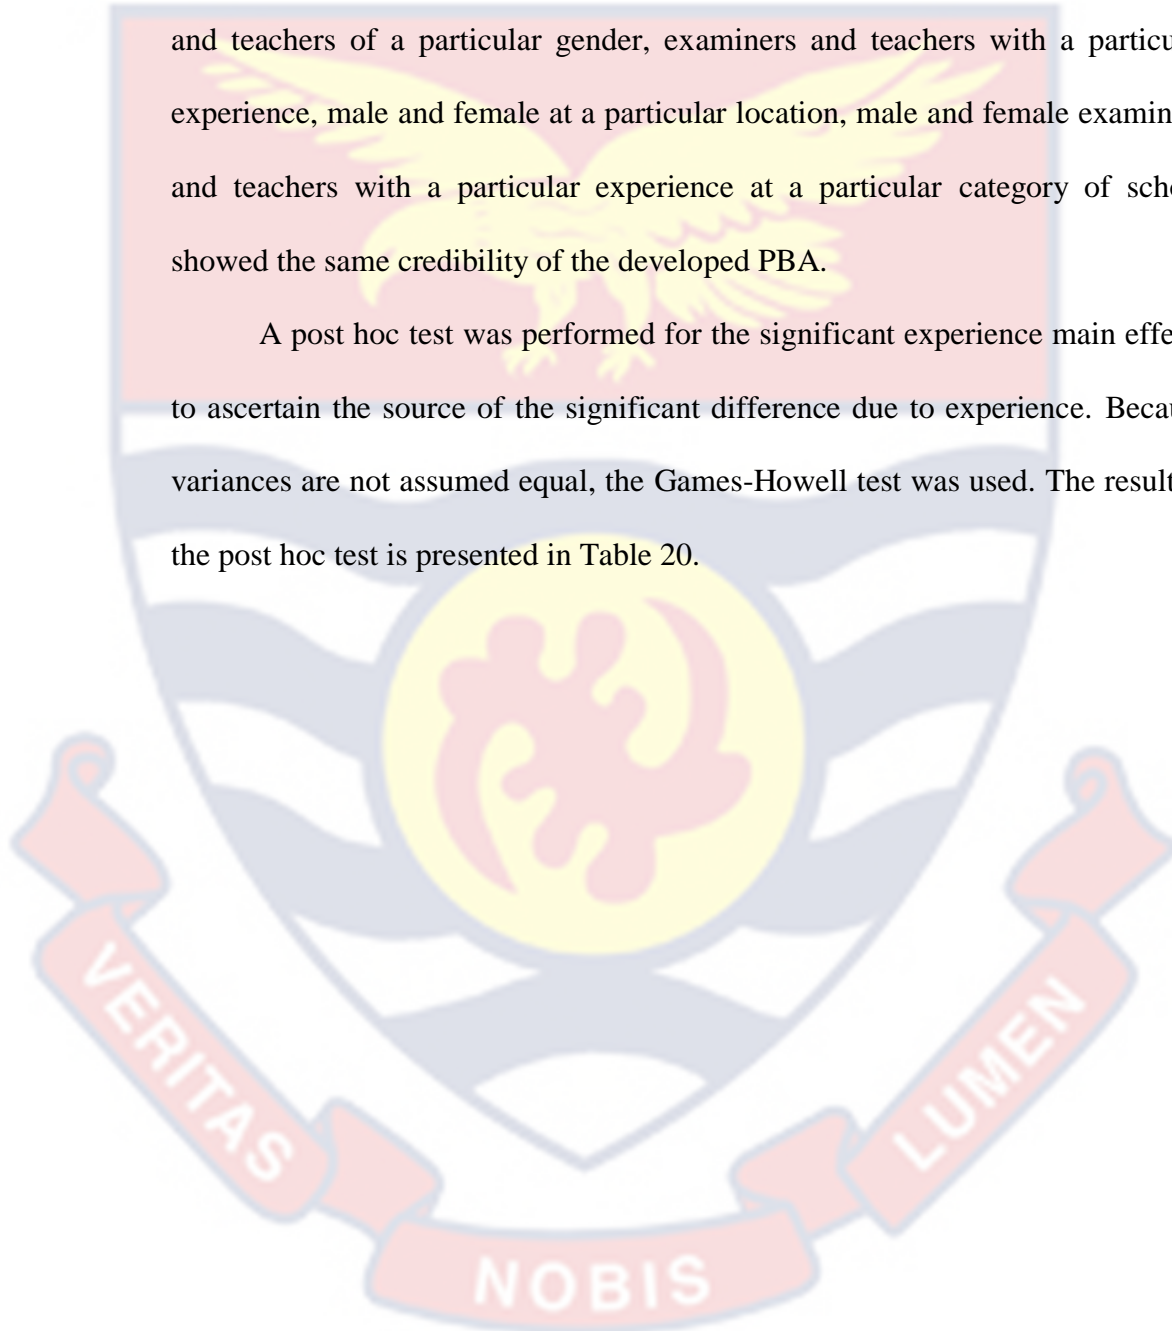 and teachers of a particular gender, examiners and teachers with a particu
experience, male and female at a particular location, male and female examin
and teachers with a particular experience at a particular category of scho
showed the same credibility of the developed PBA.
A post hoc test was performed for the significant experience main effe
to ascertain the source of the significant difference due to experience. Becau
variances are not assumed equal, the Games-Howell test was used. The result
the post hoc test is presented in Table 20.
VERITAS
NOBIS
LUMEN